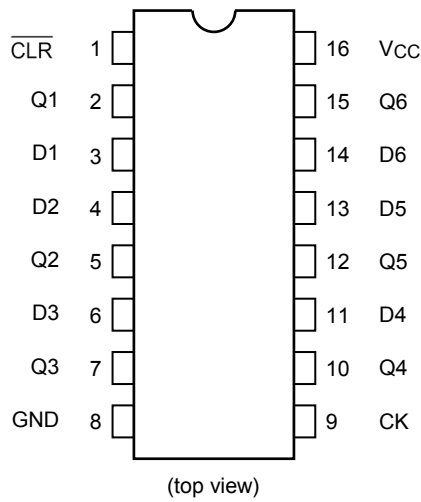 C̅L̅R̅ 1 16 VCC
Q1 2 15 Q6
D1 3 14 D6
D2 4 13 D5
Q2 5 12 Q5
D3 6 11 D4
Q3 7 10 Q4
GND 8 9 CK
(top view)